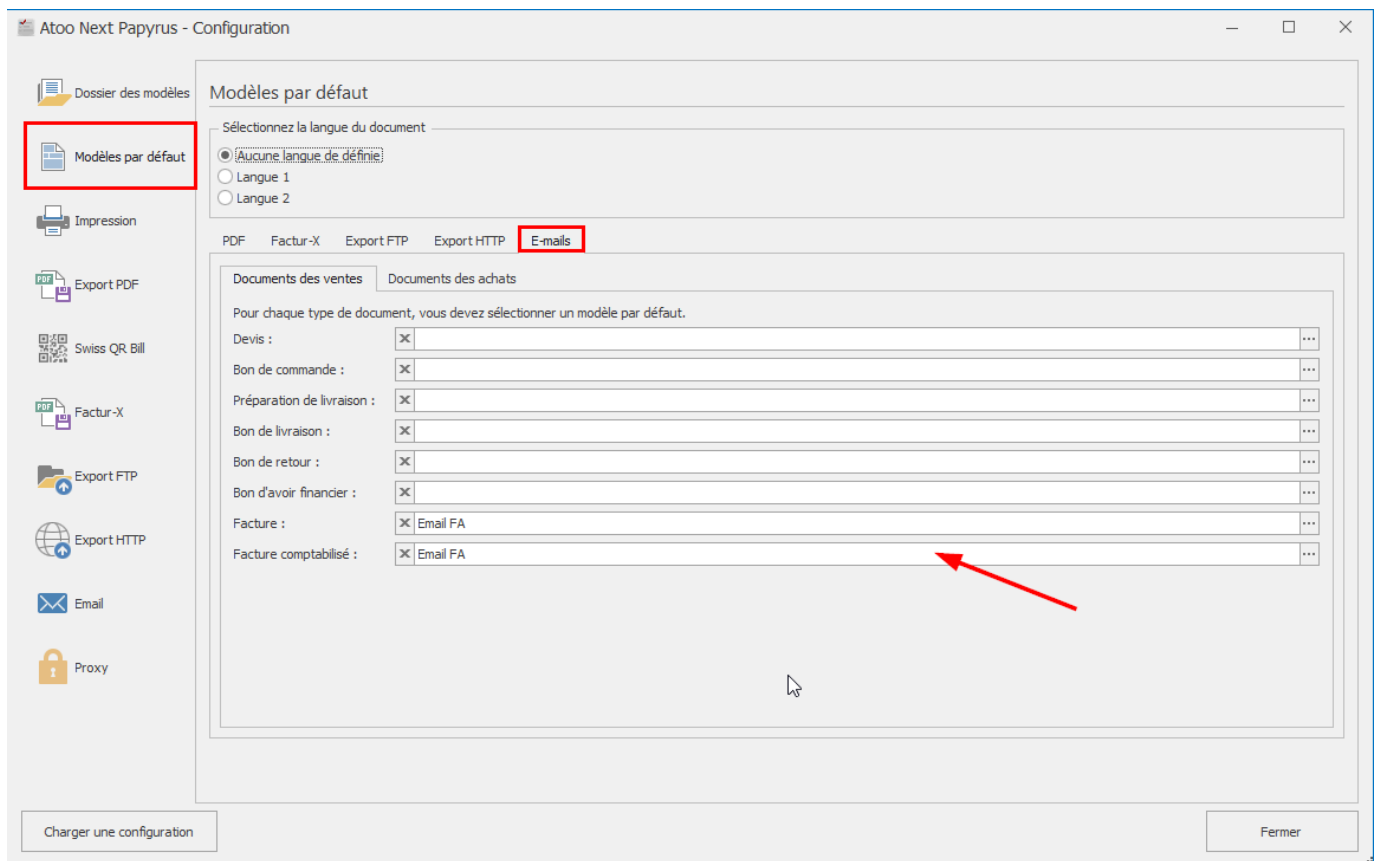 Atoo Next Papyrus - Configuration
Dossier des modèles
Modèles par défaut
Impression
PDF
Export PDF
Swiss QR Bill
PDF
Factur-X
Export FTP
Export HTTP
Email
Proxy
Modèles par défaut
Sélectionnez la langue du document
Aucune langue de définie
Langue 1
Langue 2
PDF Factur-X Export FTP Export HTTP E-mails
Documents des ventes Documents des achats
Pour chaque type de document, vous devez sélectionner un modèle par défaut.
Devis :
Bon de commande :
Préparation de livraison :
Bon de livraison :
Bon de retour :
Bon d'avoir financier :
Facture : Email FA
Facture comptabilisé : Email FA
Charger une configuration
Fermer